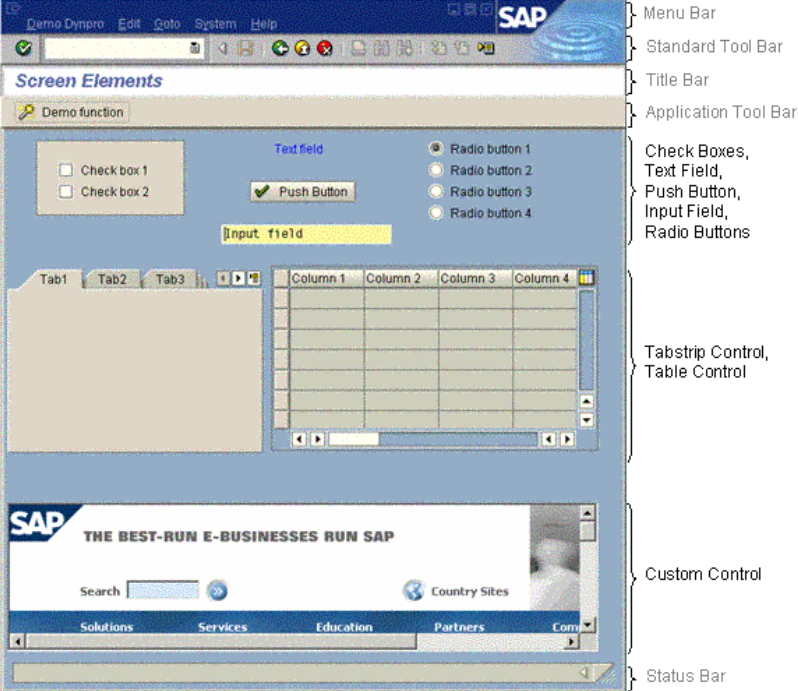 Demo Dynpro Edit Goto System Help
SAP
Menu Bar
Standard Tool Bar
Screen Elements
Title Bar
Demo function
Application Tool Bar
Check box 1
Check box 2
Text field
Push Button
Input field
Radio button 1
Radio button 2
Radio button 3
Radio button 4
Check Boxes,
Text Field,
Push Button,
Input Field,
Radio Buttons
Tab1 Tab2 Tab3
Column 1 Column 2 Column 3 Column 4
Tabstrip Control,
Table Control
SAP
THE BEST-RUN E-BUSINESSES RUN SAP
Search
Country Sites
Solutions Services Education Partners Com
Custom Control
Status Bar